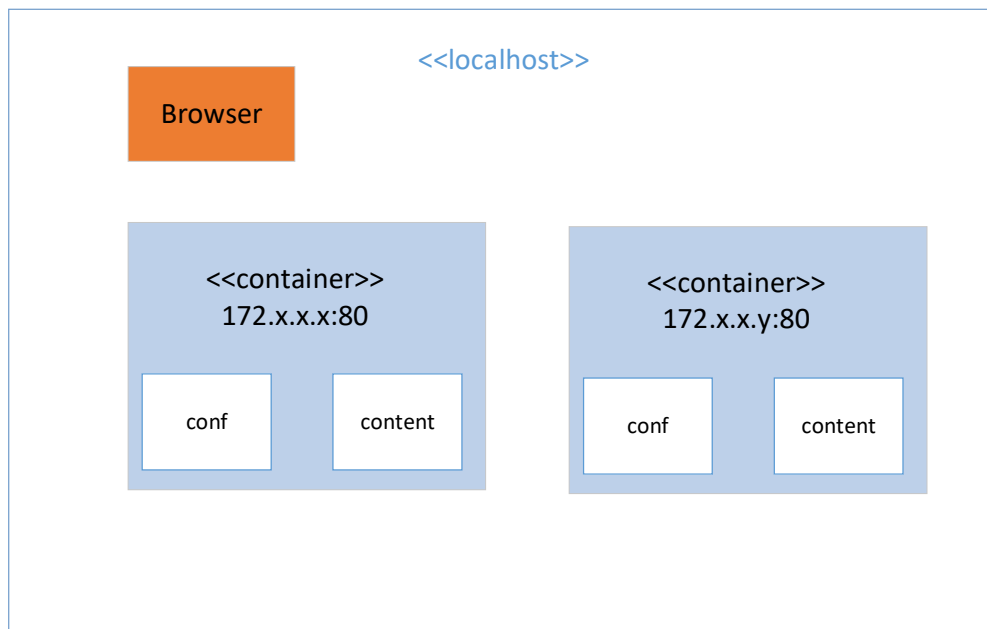 <<localhost>>
Browser
<<container>>
172.x.x.x:80
<<container>>
172.x.x.y:80
conf
content
conf
content